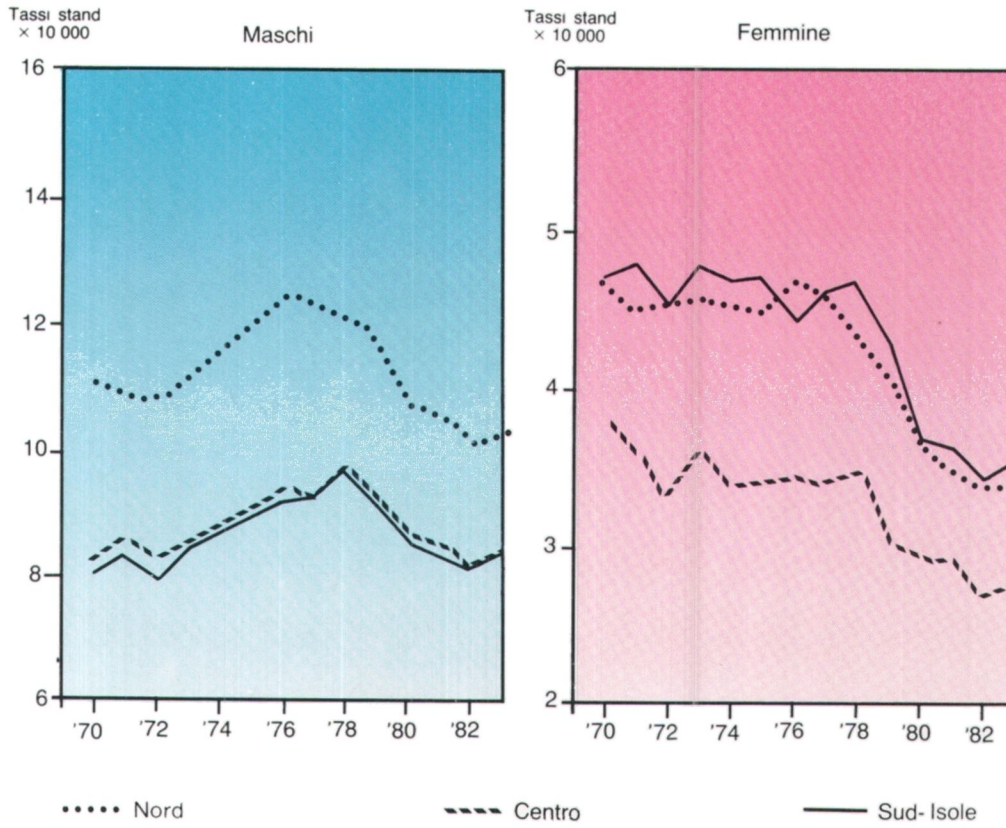 Tassi stand
× 10 000
Maschi
16
14
12
10
8
6
'70 '72 '74 '76 '78 '80 '82
Tassi stand
× 10 000
Femmine
6
5
4
3
2
'70 '72 '74 '76 '78 '80 '82
Nord Centro Sud- Isole